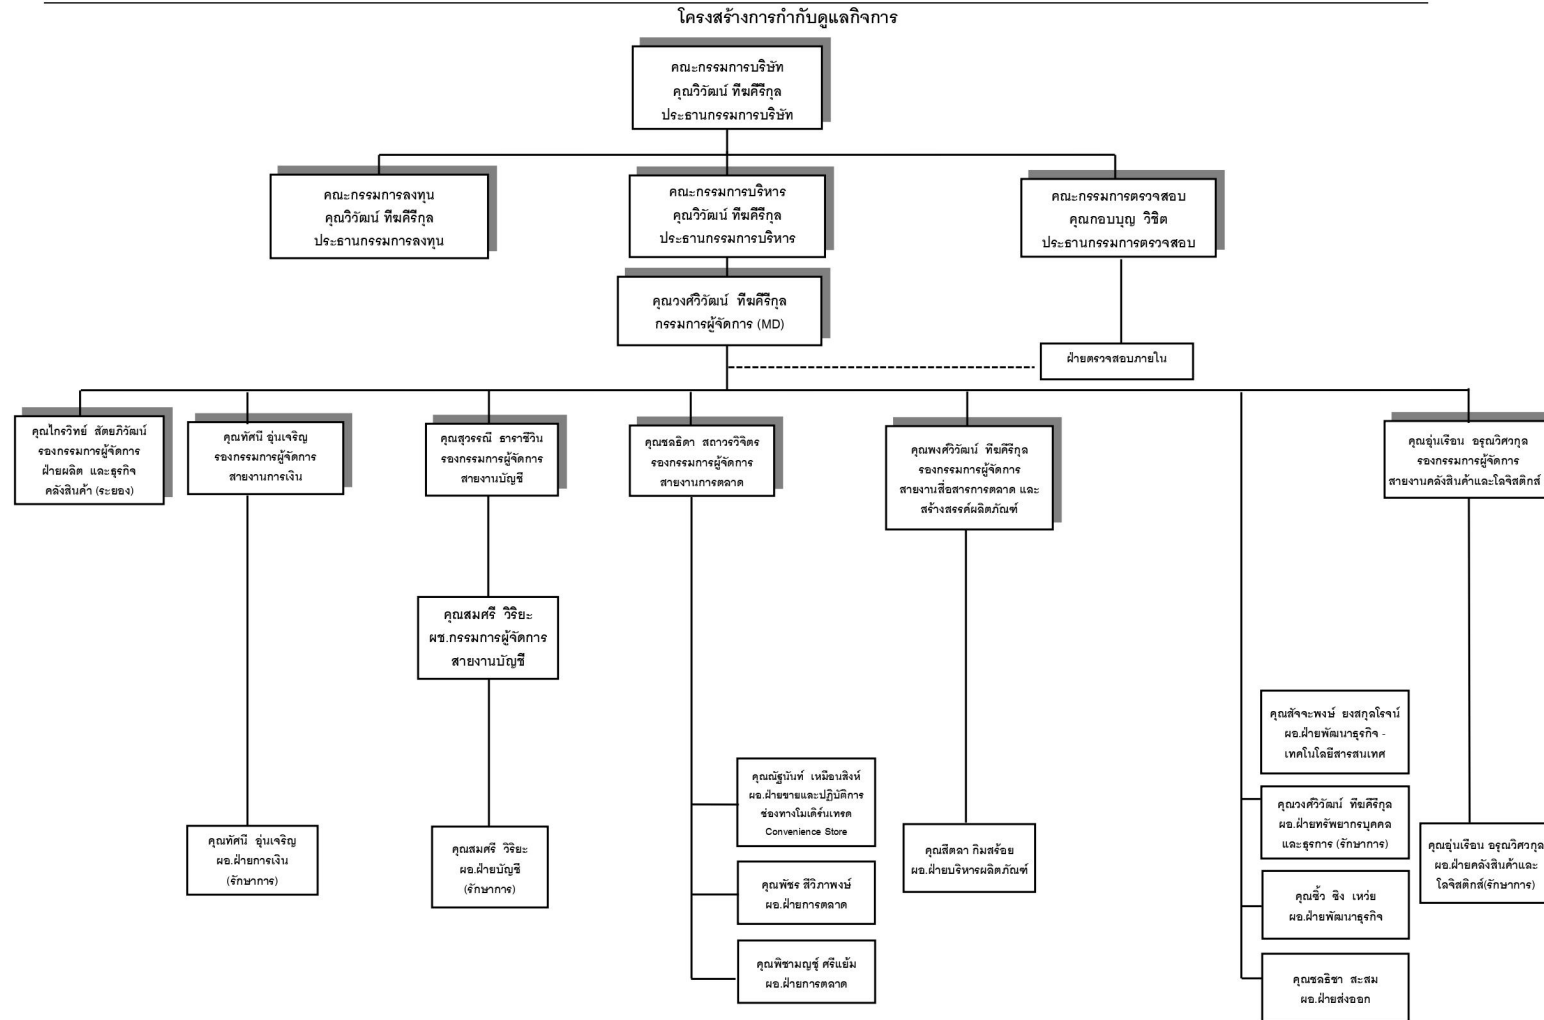 โครงสร้างการกำกับดูแลกิจการ
คณะกรรมการบริษัท
คุณวิวัฒน์ ทีฆคีรีกุล
ประธานกรรมการบริษัท
คณะกรรมการลงทุน
คุณวิวัฒน์ ทีฆคีรีกุล
ประธานกรรมการลงทุน
คณะกรรมการบริหาร
คุณวิวัฒน์ ทีฆคีรีกุล
ประธานกรรมการบริหาร
คณะกรรมการตรวจสอบ
คุณกอบบุญ วิชิต
ประธานกรรมการตรวจสอบ
คุณวงศ์วิวัฒน์ ทีฆคีรีกุล
กรรมการผู้จัดการ (MD)
ฝ่ายตรวจสอบภายใน
คุณไกรวิทย์ สัตยภิวัฒน์
รองกรรมการผู้จัดการ
ฝ่ายผลิต และธุรกิจ
คลังสินค้า (ระยอง)
คุณทัศนี อุ่นเจริญ
รองกรรมการผู้จัดการ
สายงานการเงิน
คุณสุวรรณี ธาราชีวิน
รองกรรมการผู้จัดการ
สายงานบัญชี
คุณชลธิดา สถาวรวิจิตร
รองกรรมการผู้จัดการ
สายงานการตลาด
คุณพงศ์วิวัฒน์ ทีฆคีรีกุล
รองกรรมการผู้จัดการ
สายงานสื่อสารการตลาด และ
สร้างสรรค์ผลิตภัณฑ์
คุณอุ่นเรือน อรุณวิศวกุล
รองกรรมการผู้จัดการ
สายงานคลังสินค้าและโลจิสติกส์
คุณสมศรี วิริยะ
ผช.กรรมการผู้จัดการ
สายงานบัญชี
คุณทัศนี อุ่นเจริญ
ผอ.ฝ่ายการเงิน
(รักษาการ)
คุณสมศรี วิริยะ
ผอ.ฝ่ายบัญชี
(รักษาการ)
คุณณัฐนันท์ เหมือนสิงห์
ผอ.ฝ่ายขายและปฏิบัติการ
ช่องทางโมเดิร์นเทรด
Convenience Store
คุณพัชร สีวิภาพงษ์
ผอ.ฝ่ายการตลาด
คุณพิชามญชุ์ ศรีแย้ม
ผอ.ฝ่ายการตลาด
คุณสีตลา กิมสร้อย
ผอ.ฝ่ายบริหารผลิตภัณฑ์
คุณสัจจะพงษ์ ยงสกุลโรจน์
ผอ.ฝ่ายพัฒนาธุรกิจ -
เทคโนโลยีสารสนเทศ
คุณวงศ์วิวัฒน์ ทีฆคีรีกุล
ผอ.ฝ่ายทรัพยากรบุคคล
และธุรการ (รักษาการ)
คุณซิ้ว ซิง เหว่ย
ผอ.ฝ่ายพัฒนาธุรกิจ
คุณชลธิชา สะสม
ผอ.ฝ่ายส่งออก
คุณอุ่นเรือน อรุณวิศวกุล
ผอ.ฝ่ายคลังสินค้าและ
โลจิสติกส์(รักษาการ)